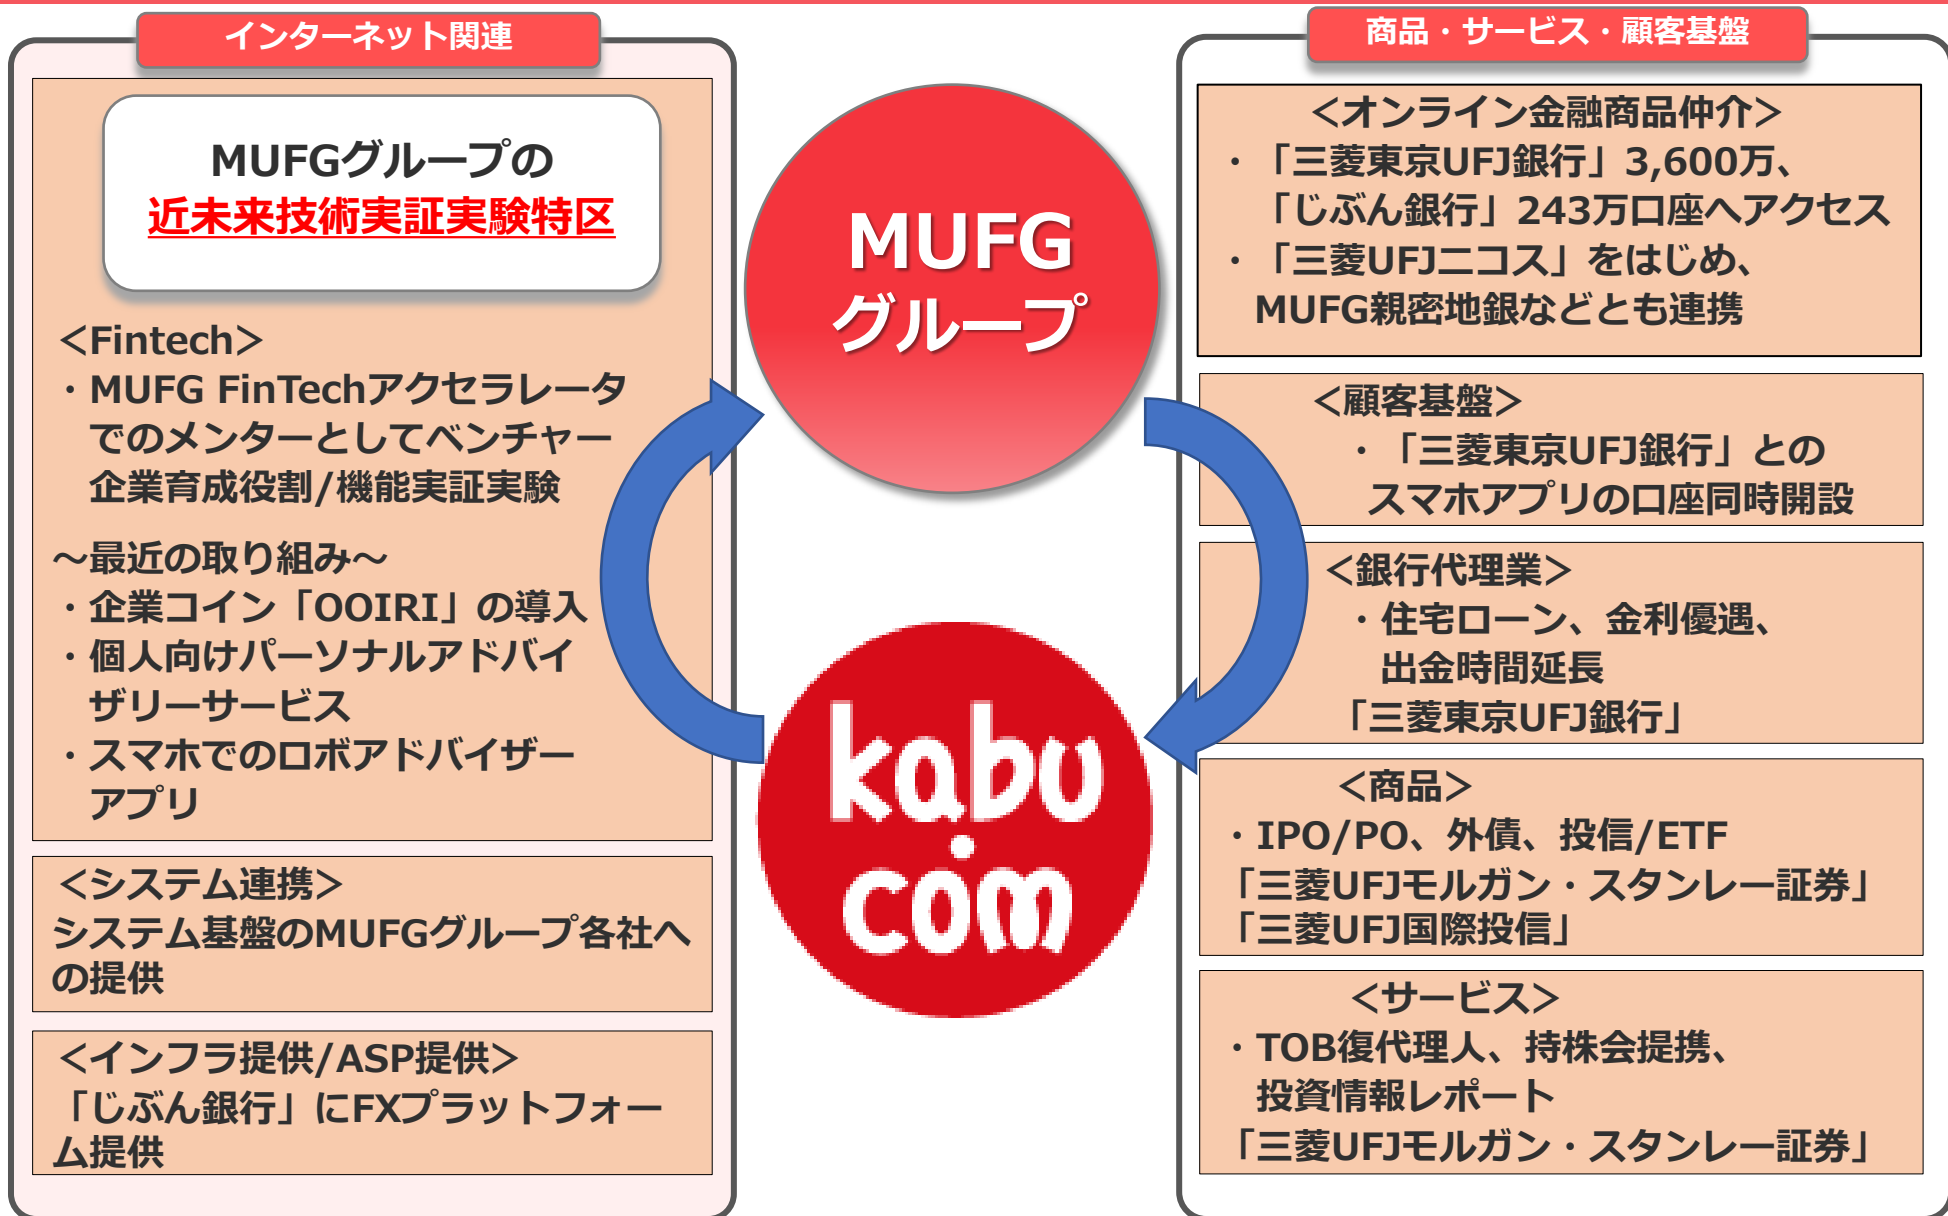 インターネット関連
MUFGグループの
近未来技術実証実験特区
＜Fintech＞
・MUFG FinTechアクセラレータ
でのメンターとしてベンチャー
企業育成役割/機能実証実験
～最近の取り組み～
・企業コイン「OOIRI」の導入
・個人向けパーソナルアドバイ
ザリーサービス
・スマホでのロボアドバイザー
アプリ
＜システム連携＞
システム基盤のMUFGグループ各社へ
の提供
＜インフラ提供/ASP提供＞
「じぶん銀行」にFXプラットフォー
ム提供
MUFG
グループ
kabu
.
com
商品・サービス・顧客基盤
＜オンライン金融商品仲介＞
・「三菱東京UFJ銀行」3,600万、
「じぶん銀行」243万口座へアクセス
・「三菱UFJニコス」をはじめ、
MUFG親密地銀などとも連携
＜顧客基盤＞
・「三菱東京UFJ銀行」との
スマホアプリの口座同時開設
＜銀行代理業＞
・住宅ローン、金利優遇、
出金時間延長
「三菱東京UFJ銀行」
＜商品＞
・IPO/PO、外債、投信/ETF
「三菱UFJモルガン・スタンレー証券」
「三菱UFJ国際投信」
＜サービス＞
・TOB復代理人、持株会提携、
投資情報レポート
「三菱UFJモルガン・スタンレー証券」